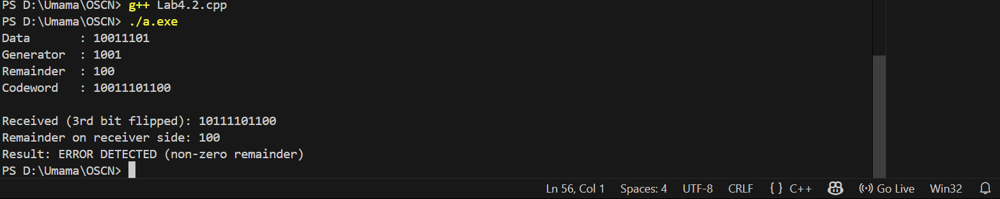 PS D:\Umama\OSCN> g++ Lab4.2.cpp
PS D:\Umama\OSCN> ./a.exe
Data       : 10011101
Generator  : 1001
Remainder  : 100
Codeword   : 10011101100

Received (3rd bit flipped): 10111101100
Remainder on receiver side: 100
Result: ERROR DETECTED (non-zero remainder)
PS D:\Umama\OSCN>
Ln 56, Col 1 Spaces: 4 UTF-8 CRLF { } C++ Go Live Win32